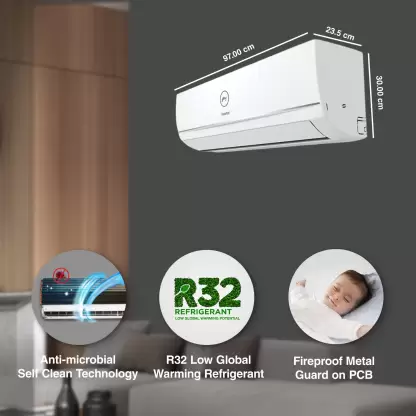 97.00 cm
23.5 cm
30.00 cm
R32
REFRIGERANT
LOW GLOBAL WARMING POTENTIAL
Anti-microbial
Self Clean Technology
R32 Low Global
Warming Refrigerant
Fireproof Metal
Guard on PCB